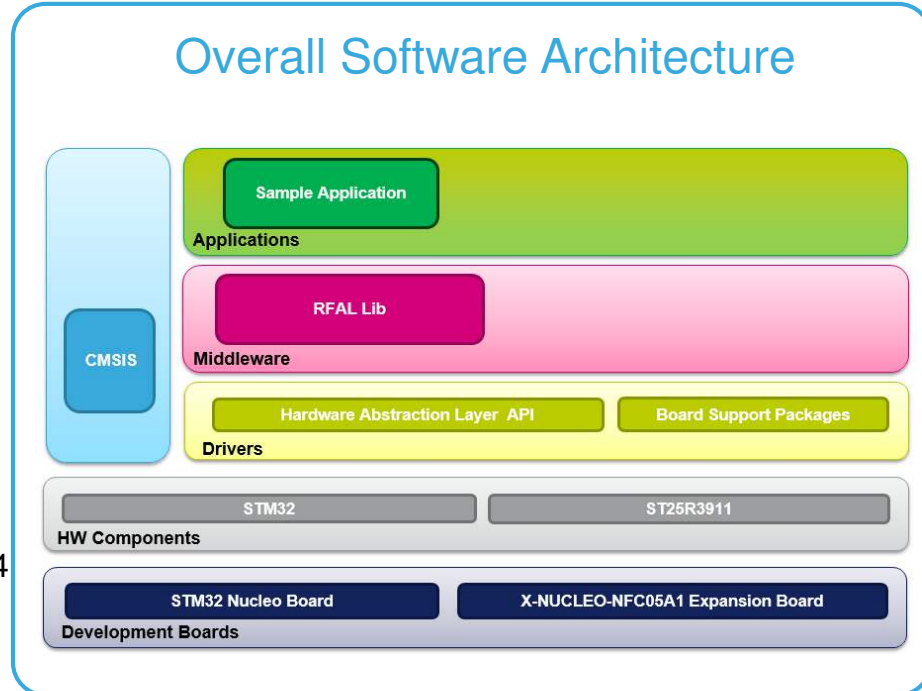 Overall Software Architecture
Sample Application
Applications
RFAL Lib
CMSIS
Middleware
Hardware Abstraction Layer API
Board Support Packages
Drivers
STM32
ST25R3911
HW Components
4
STM32 Nucleo Board
X-NUCLEO-NFC05A1 Expansion Board
Development Boards